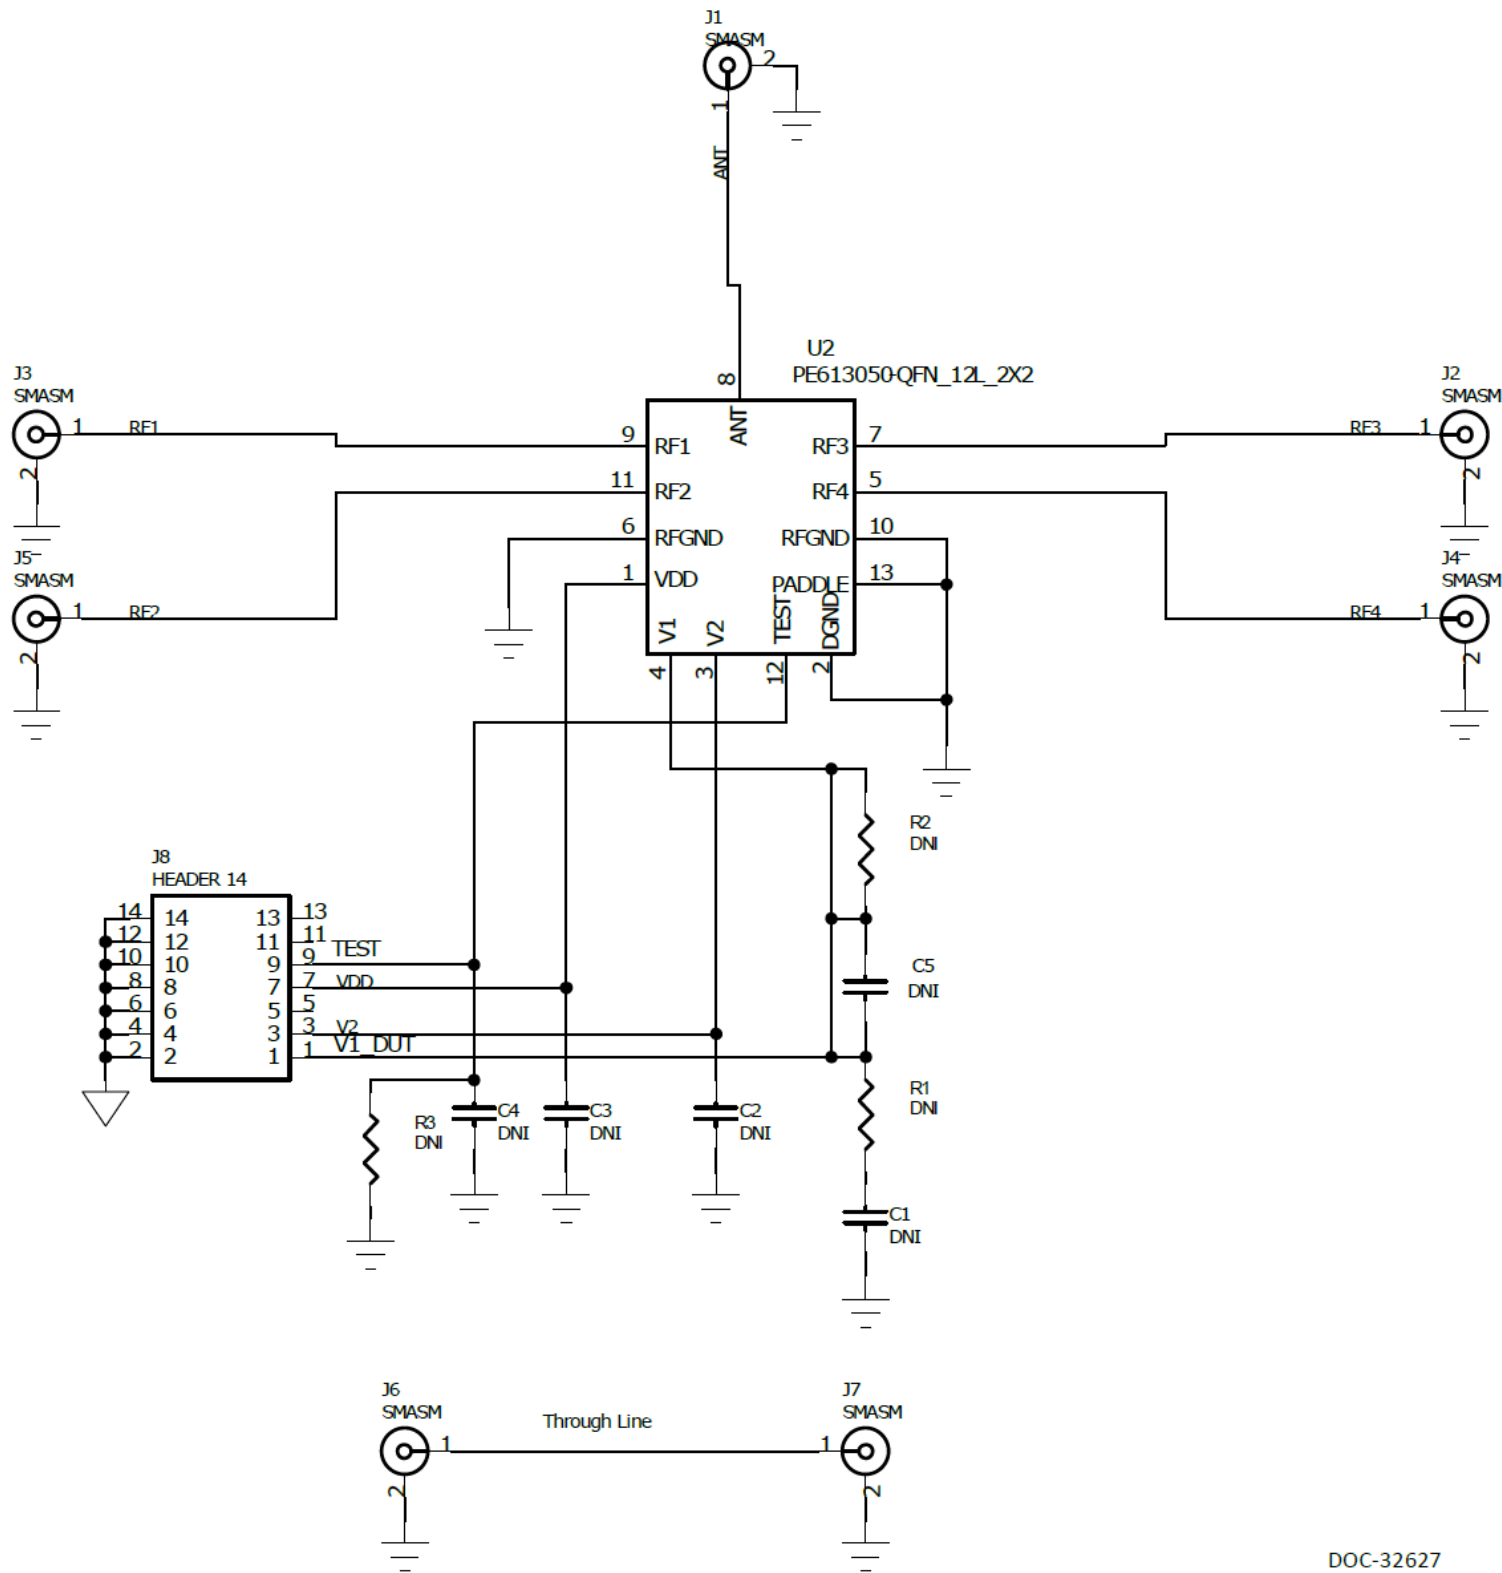 J1
SMASM
2
1
ANT
U2
PE613050-QFN_12L_2X2
8
ANT
J3
SMASM
1
RF1
2
J2
SMASM
RF3
1
2
9
RF1
RF3
7
11
RF2
RF4
5
6
RFGND
RFGND
10
1
VDD
PADDLE
13
V1
V2
TEST
DGND
4
3
12
2
J5
SMASM
1
RF2
2
J4
SMASM
RF4
1
2
R2
DNI
J8
HEADER 14
14 14 13 13
12 12 11 11
10 10 9 9 TEST
8 8 7 7 VDD
6 6 5 5
4 4 3 3 V2
2 2 1 1 V1_DUT
C5
DNI
R1
DNI
R3
DNI
C4
DNI
C3
DNI
C2
DNI
C1
DNI
J6
SMASM
1
2
Through Line
J7
SMASM
1
2
DOC-32627